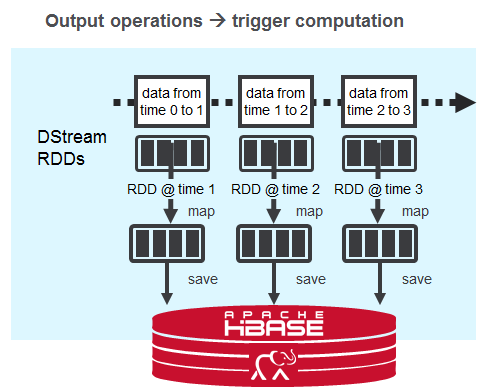 Output operations → trigger computation
data from
time 0 to 1
data from
time 1 to 2
data from
time 2 to 3
DStream
RDDs
RDD @ time 1
RDD @ time 2
RDD @ time 3
map
map
map
save
save
save
APACHE
HBASE